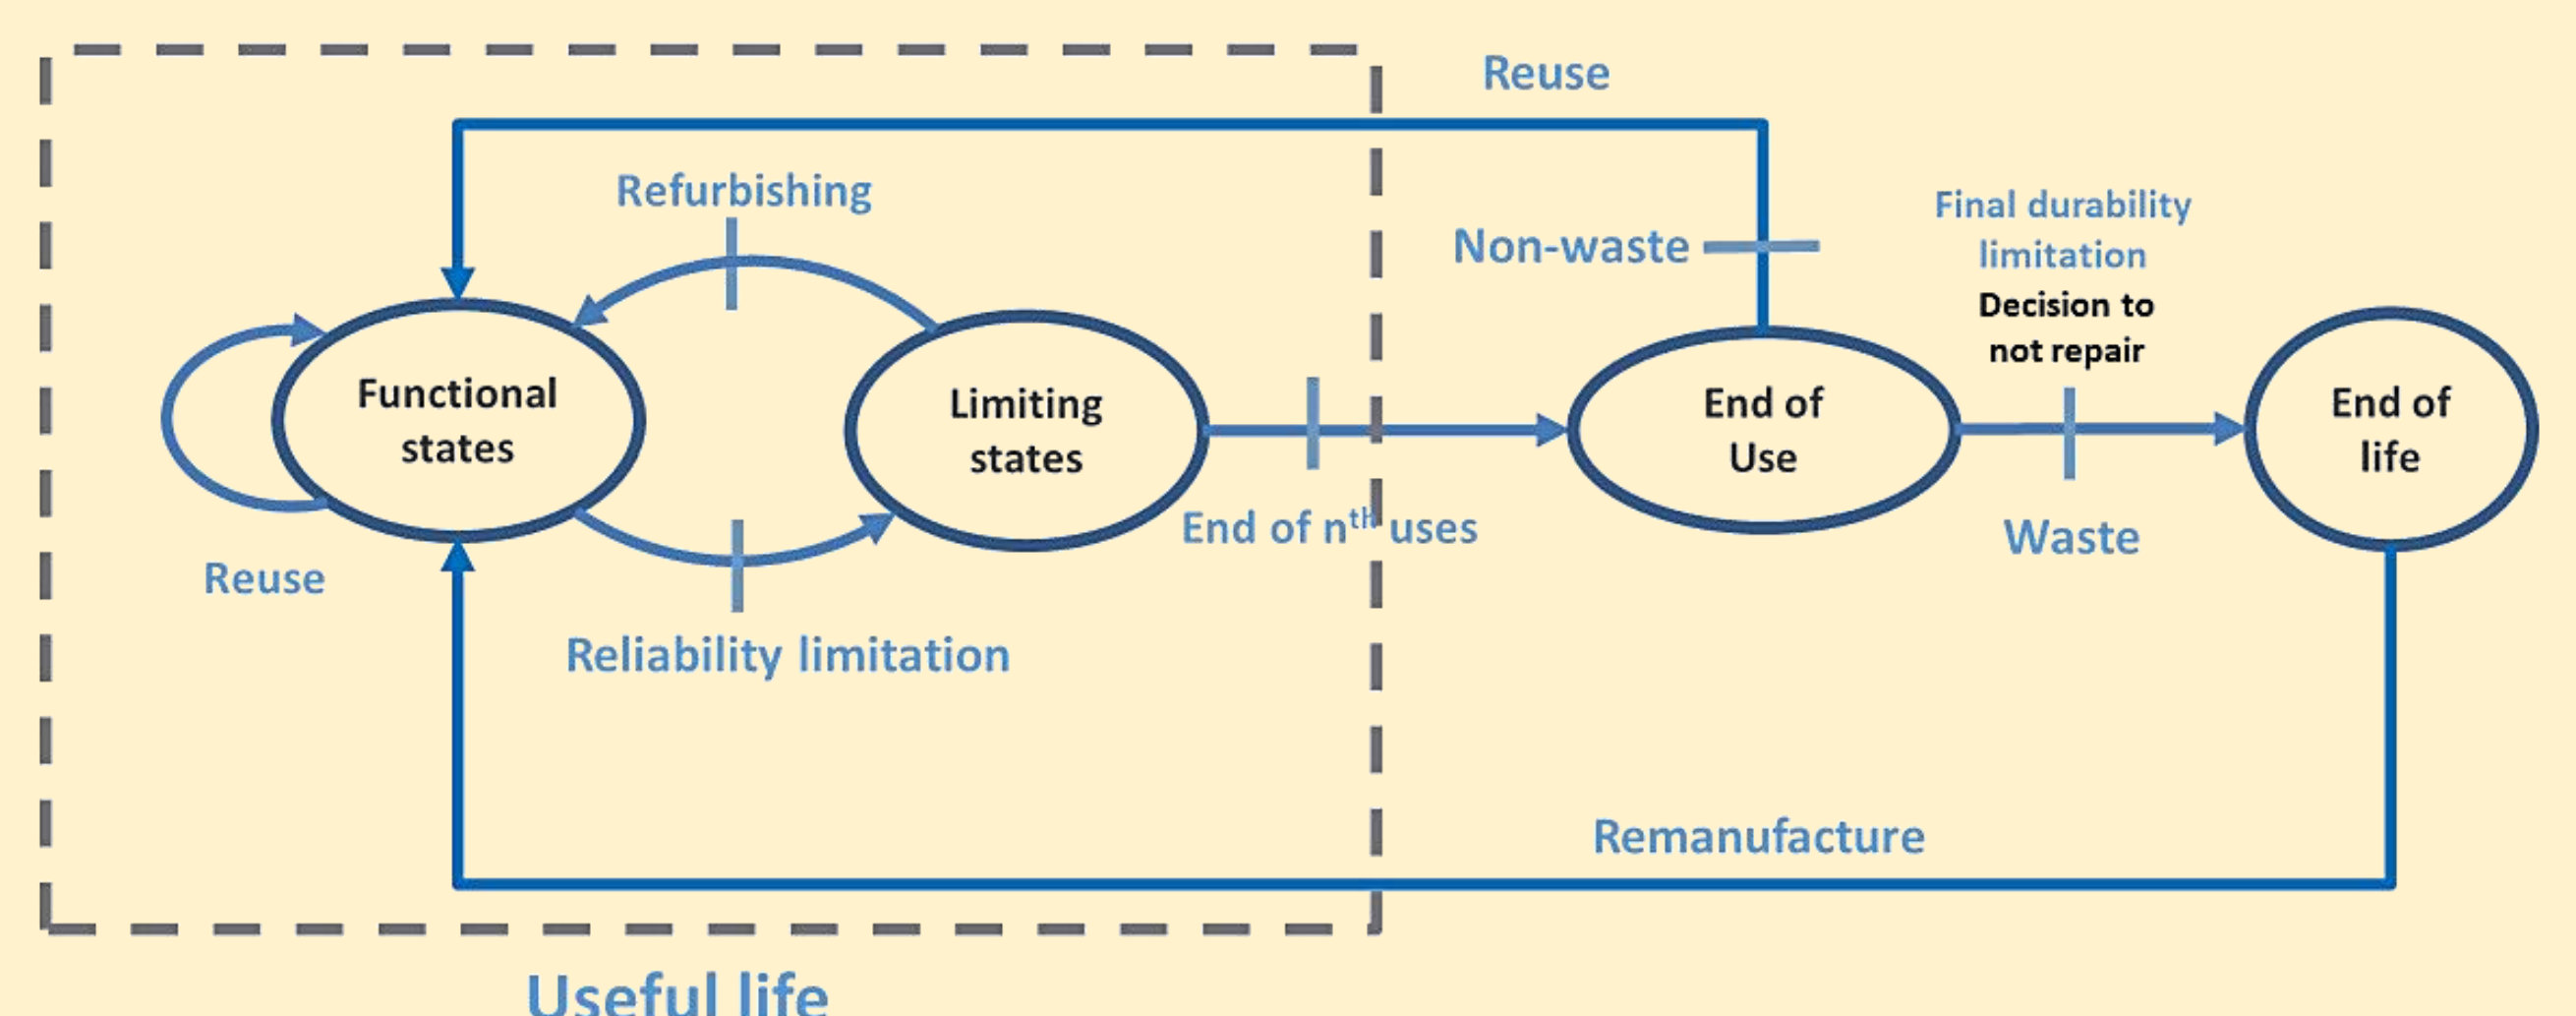 Reuse
Refurbishing
Non-waste
Final durability
limitation
Decision to
not repair
Functional
states
Limiting
states
End of
Use
End of
life
End of nth uses
Waste
Reuse
Reliability limitation
Remanufacture
Useful life